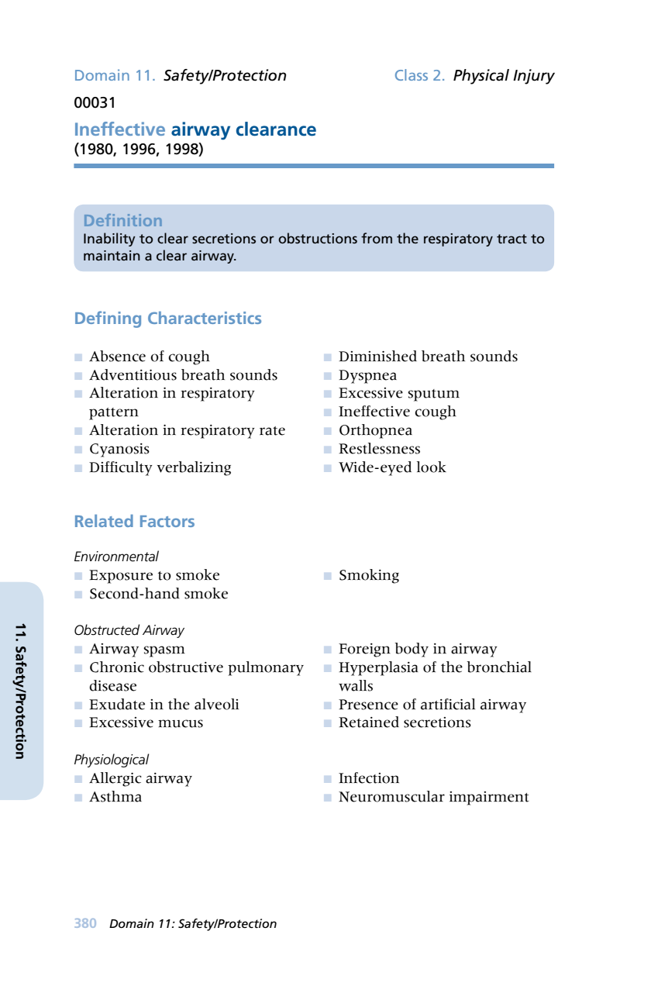 Domain 11. Safety/Protection
Class 2. Physical Injury
00031
Ineffective airway clearance
(1980, 1996, 1998)
Definition
Inability to clear secretions or obstructions from the respiratory tract to
maintain a clear airway.
Defining Characteristics
■ Absence of cough
■ Adventitious breath sounds
■ Alteration in respiratory
pattern
■ Alteration in respiratory rate
■ Cyanosis
■ Difficulty verbalizing
■ Diminished breath sounds
■ Dyspnea
■ Excessive sputum
■ Ineffective cough
■ Orthopnea
■ Restlessness
■ Wide-eyed look
Related Factors
Environmental
■ Exposure to smoke
■ Second-hand smoke
■ Smoking
Obstructed Airway
■ Airway spasm
■ Chronic obstructive pulmonary
disease
■ Exudate in the alveoli
■ Excessive mucus
■ Foreign body in airway
■ Hyperplasia of the bronchial
walls
■ Presence of artificial airway
■ Retained secretions
Physiological
■ Allergic airway
■ Asthma
■ Infection
■ Neuromuscular impairment
11. Safety/Protection
380 Domain 11: Safety/Protection